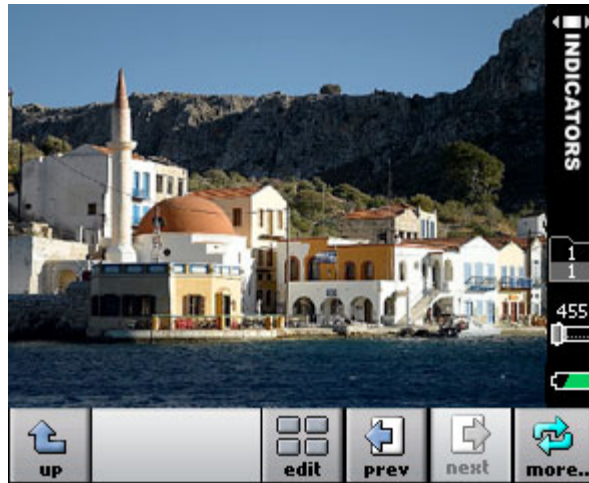 INDICATORS
1
1
455
up
edit
prev
next
more..